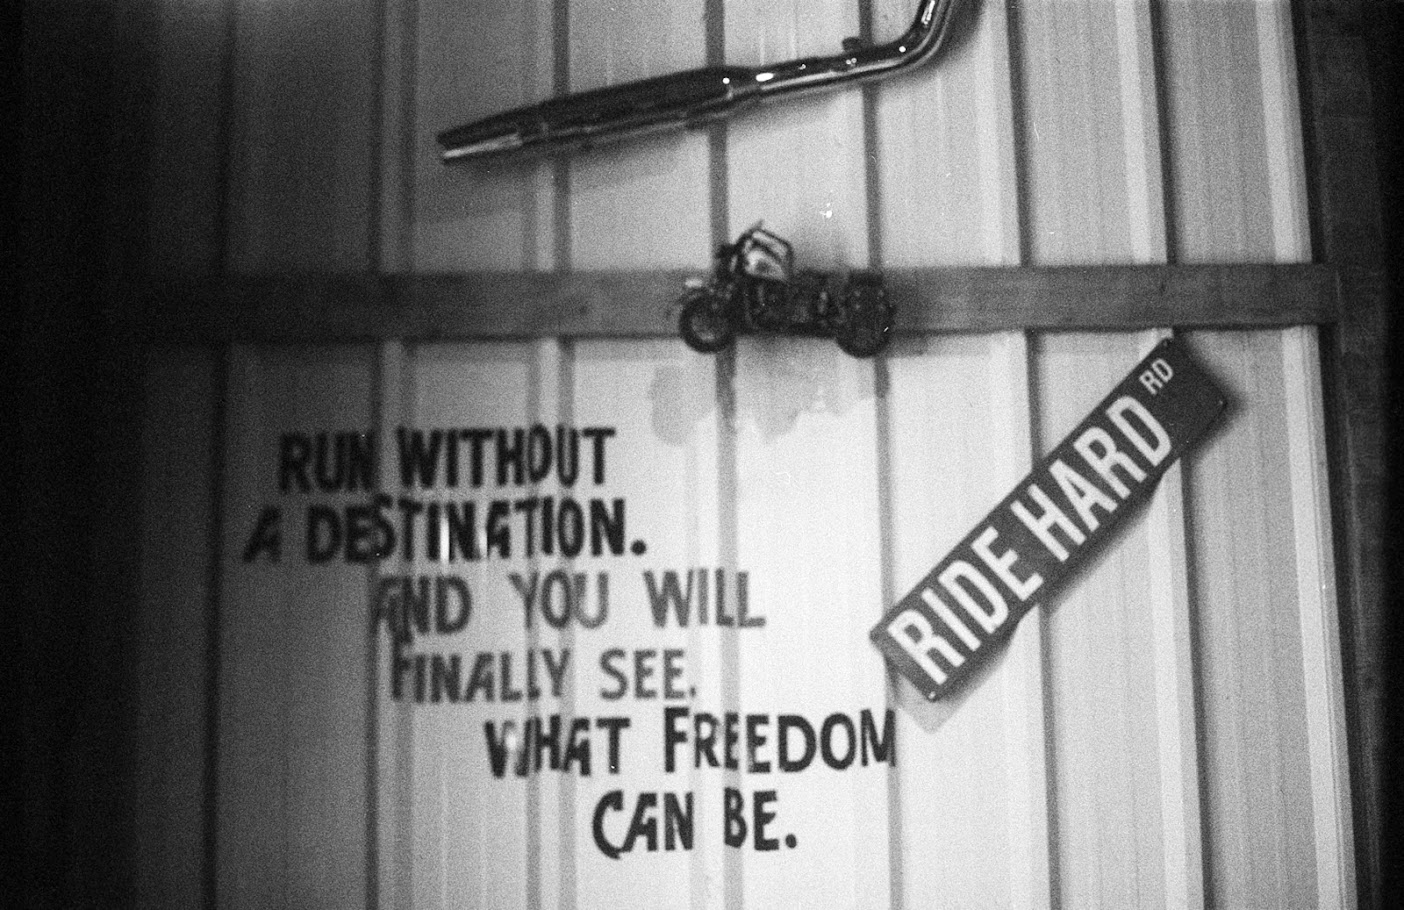 RUN WITHOUT
A DESTINATION.
AND YOU WILL
FINALLY SEE.
WHAT FREEDOM
CAN BE.
RIDE HARD RD